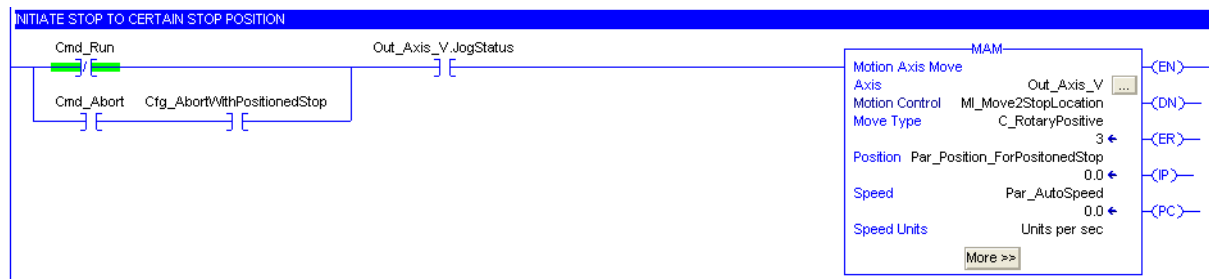 INITIATE STOP TO CERTAIN STOP POSITION
Cmd_Run
Out_Axis_V.JogStatus
Cmd_Abort
Cfg_AbortWithPositionedStop
MAM
Motion Axis Move
Axis Out_Axis_V ...
Motion Control MI_Move2StopLocation
Move Type C_RotaryPositive
3
Position Par_Position_ForPositonedStop
0.0
Speed Par_AutoSpeed
0.0
Speed Units Units per sec
More >>
EN
DN
ER
IP
PC